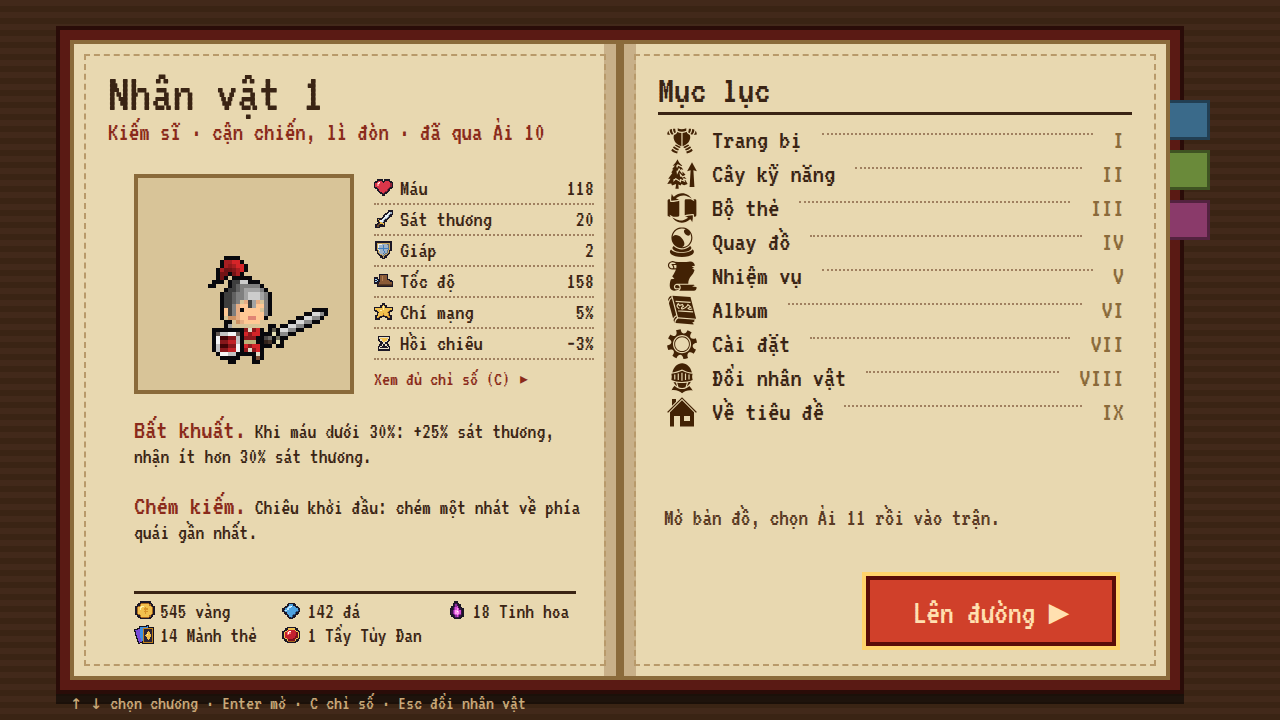 Nhân vật 1
Kiếm sĩ · cận chiến, lì đòn · đã qua Ải 10
Máu 118
Sát thương 20
Giáp 2
Tốc độ 158
Chí mạng 5%
Hồi chiêu -3%
Xem đủ chỉ số (C) ►
Bất khuất. Khi máu dưới 30%: +25% sát thương,
nhận ít hơn 30% sát thương.
Chém kiếm. Chiêu khởi đầu: chém một nhát về phía
quái gần nhất.
545 vàng 142 đá 18 Tinh hoa
14 Mảnh thẻ 1 Tẩy Tủy Đan
Mục lục
Trang bị I
Cây kỹ năng II
Bộ thẻ III
Quay đồ IV
Nhiệm vụ V
Album VI
Cài đặt VII
Đổi nhân vật VIII
Về tiêu đề IX
Mở bản đồ, chọn Ải 11 rồi vào trận.
Lên đường ▶
↑ ↓ chọn chương · Enter mở · C chỉ số · Esc đổi nhân vật